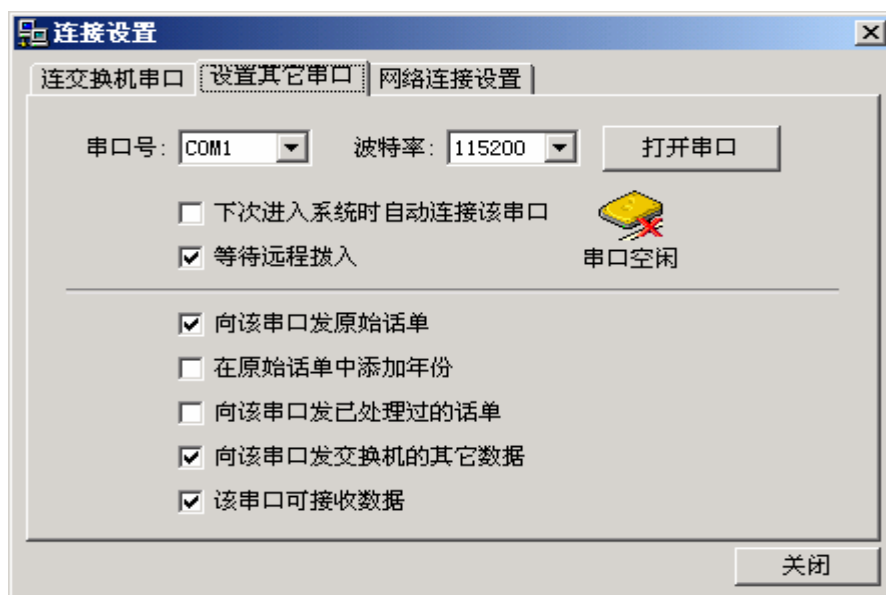 连接设置
连交换机串口 设置其它串口 网络连接设置
串口号: COM1 波特率: 115200 打开串口
下次进入系统时自动连接该串口
等待远程拨入 串口空闲
向该串口发原始话单
在原始话单中添加年份
向该串口发已处理过的话单
向该串口发交换机的其它数据
该串口可接收数据
关闭